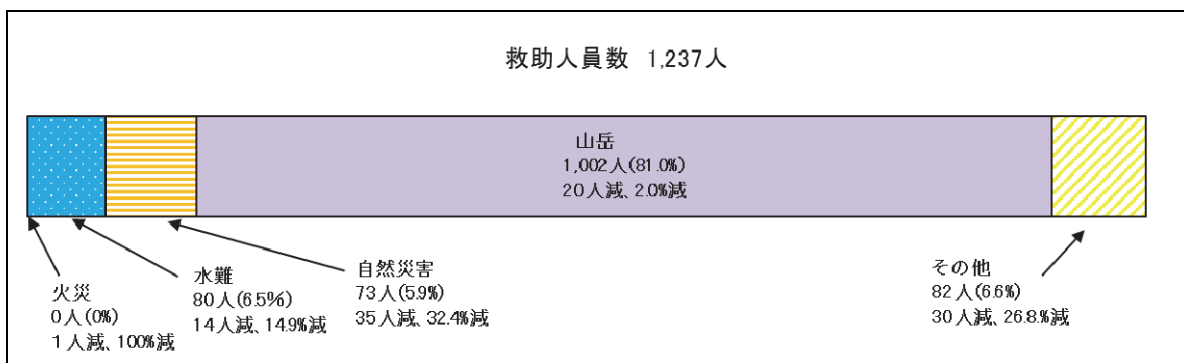 救助人員数 1,237人
山岳
1,002人(81.0%)
20人減、2.0%減
火災
0人(0%)
1人減、100%減
水難
80人(6.5%)
14人減、14.9%減
自然災害
73人(5.9%)
35人減、32.4%減
その他
82人(6.6%)
30人減、26.8.%減